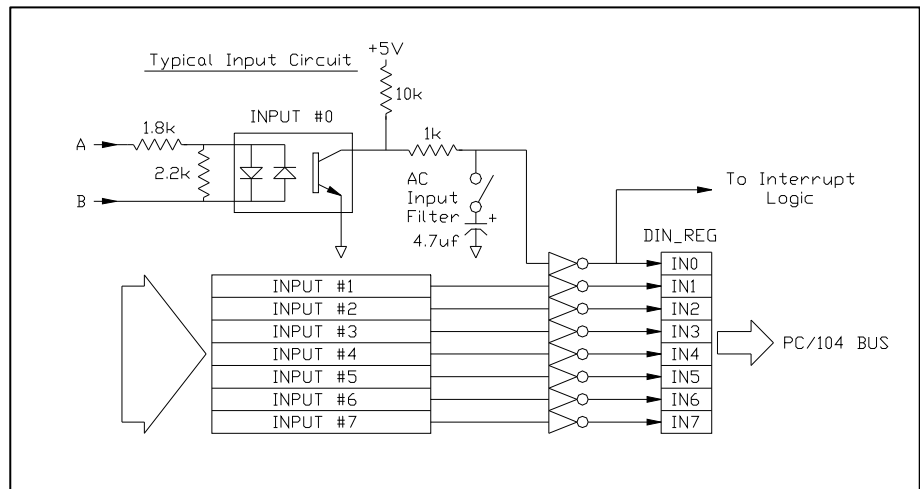 Typical Input Circuit
+5V
10k
INPUT #0
1k
1.8k
A
2.2k
B
AC
Input
Filter
4.7uf
+
To Interrupt
Logic
DIN_REG
IN0
INPUT #1
IN1
INPUT #2
IN2
INPUT #3
IN3
INPUT #4
IN4
INPUT #5
IN5
INPUT #6
IN6
INPUT #7
IN7
PC/104 BUS